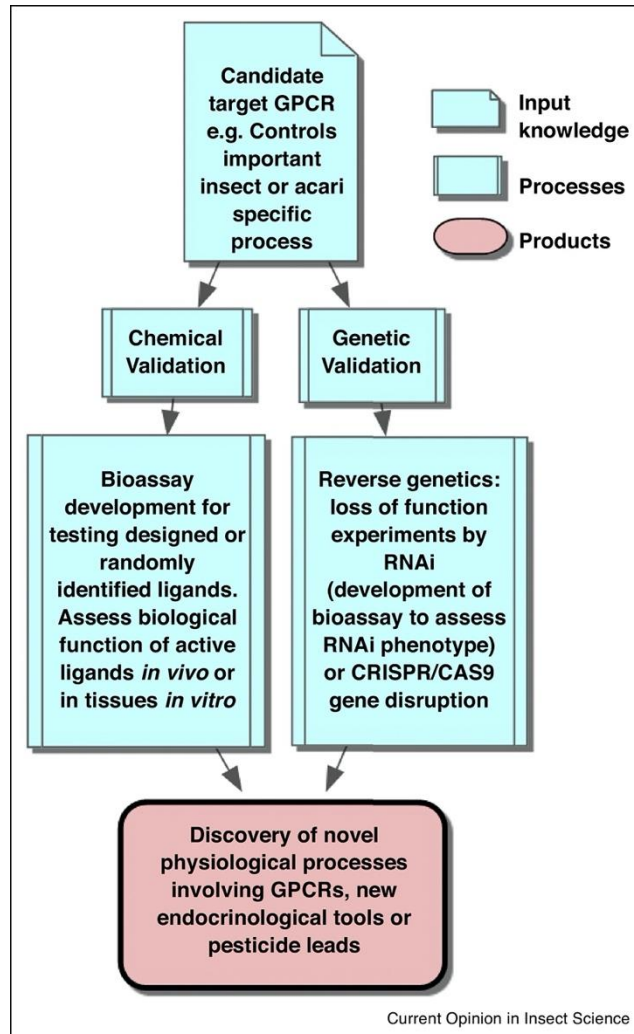 Candidate
target GPCR
e.g. Controls
important
insect or acari
specific
process
Input
knowledge
Processes
Products
Chemical
Validation
Genetic
Validation
Bioassay
development for
testing designed or
randomly
identified ligands.
Assess biological
function of active
ligands in vivo or
in tissues in vitro
Reverse genetics:
loss of function
experiments by
RNAi
(development of
bioassay to assess
RNAi phenotype)
or CRISPR/CAS9
gene disruption
Discovery of novel
physiological processes
involving GPCRs, new
endocrinological tools or
pesticide leads
Current Opinion in Insect Science